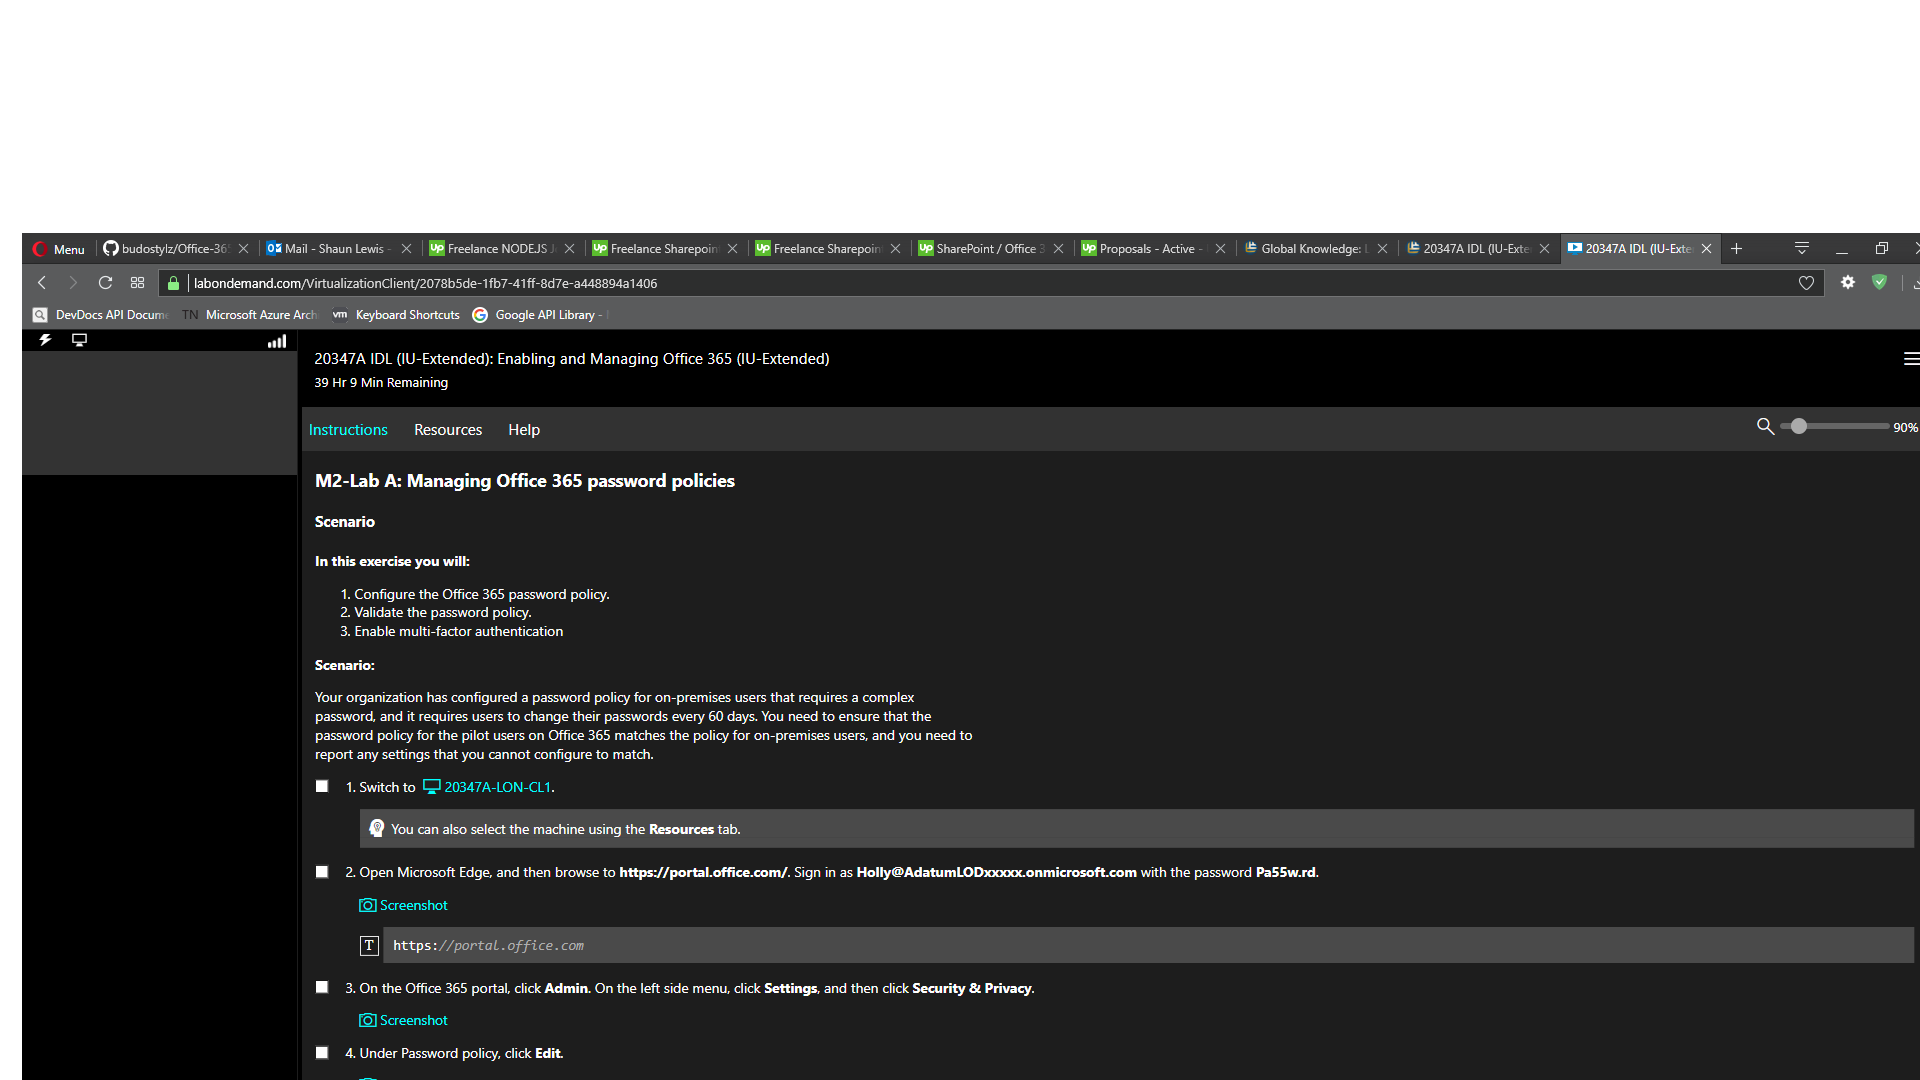 Menu budostylz/Office-365 Mail - Shaun Lewis - Freelance NODEJS Freelance Sharepoint Freelance Sharepoint SharePoint / Office 3 Proposals - Active - Global Knowledge: 20347A IDL (IU-Exte 20347A IDL (IU-Exte
labondemand.com/VirtualizationClient/2078b5de-1fb7-41ff-8d7e-a448894a1406
DevDocs API Docume TN Microsoft Azure Arch vm Keyboard Shortcuts Google API Library -
20347A IDL (IU-Extended): Enabling and Managing Office 365 (IU-Extended)
39 Hr 9 Min Remaining
Instructions Resources Help 90%
M2-Lab A: Managing Office 365 password policies
Scenario
In this exercise you will:
1. Configure the Office 365 password policy.
2. Validate the password policy.
3. Enable multi-factor authentication
Scenario:
Your organization has configured a password policy for on-premises users that requires a complex
password, and it requires users to change their passwords every 60 days. You need to ensure that the
password policy for the pilot users on Office 365 matches the policy for on-premises users, and you need to
report any settings that you cannot configure to match.
1. Switch to 20347A-LON-CL1.
You can also select the machine using the Resources tab.
2. Open Microsoft Edge, and then browse to https://portal.office.com/. Sign in as Holly@AdatumLODxxxxx.onmicrosoft.com with the password Pa55w.rd.
Screenshot
T https://portal.office.com
3. On the Office 365 portal, click Admin. On the left side menu, click Settings, and then click Security & Privacy.
Screenshot
4. Under Password policy, click Edit.